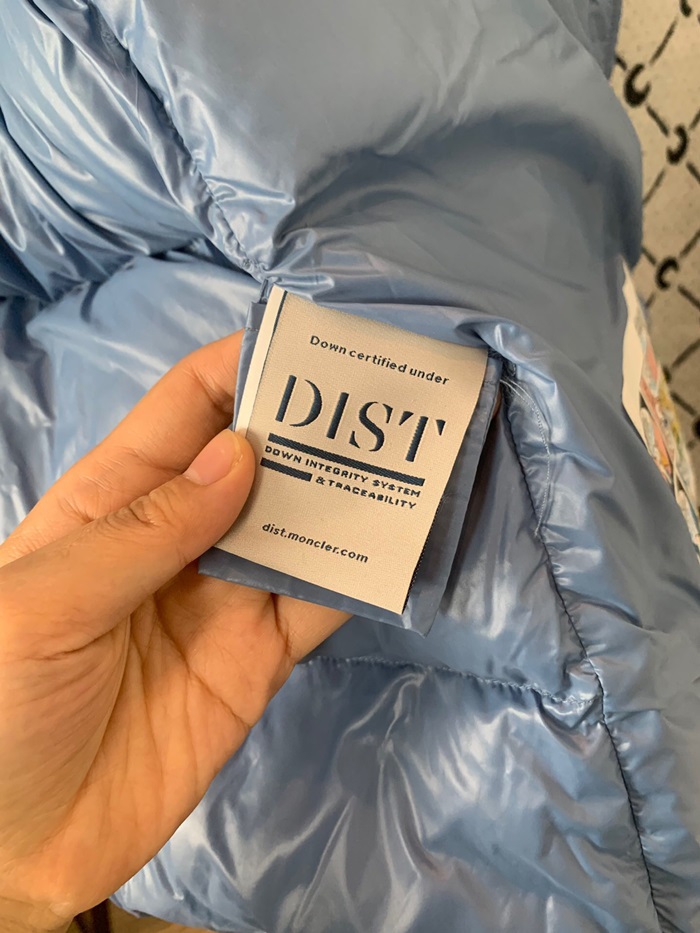 Down certified under
DIST
DOWN INTEGRITY SYSTEM
& TRACEABILITY
dist.moncler.com